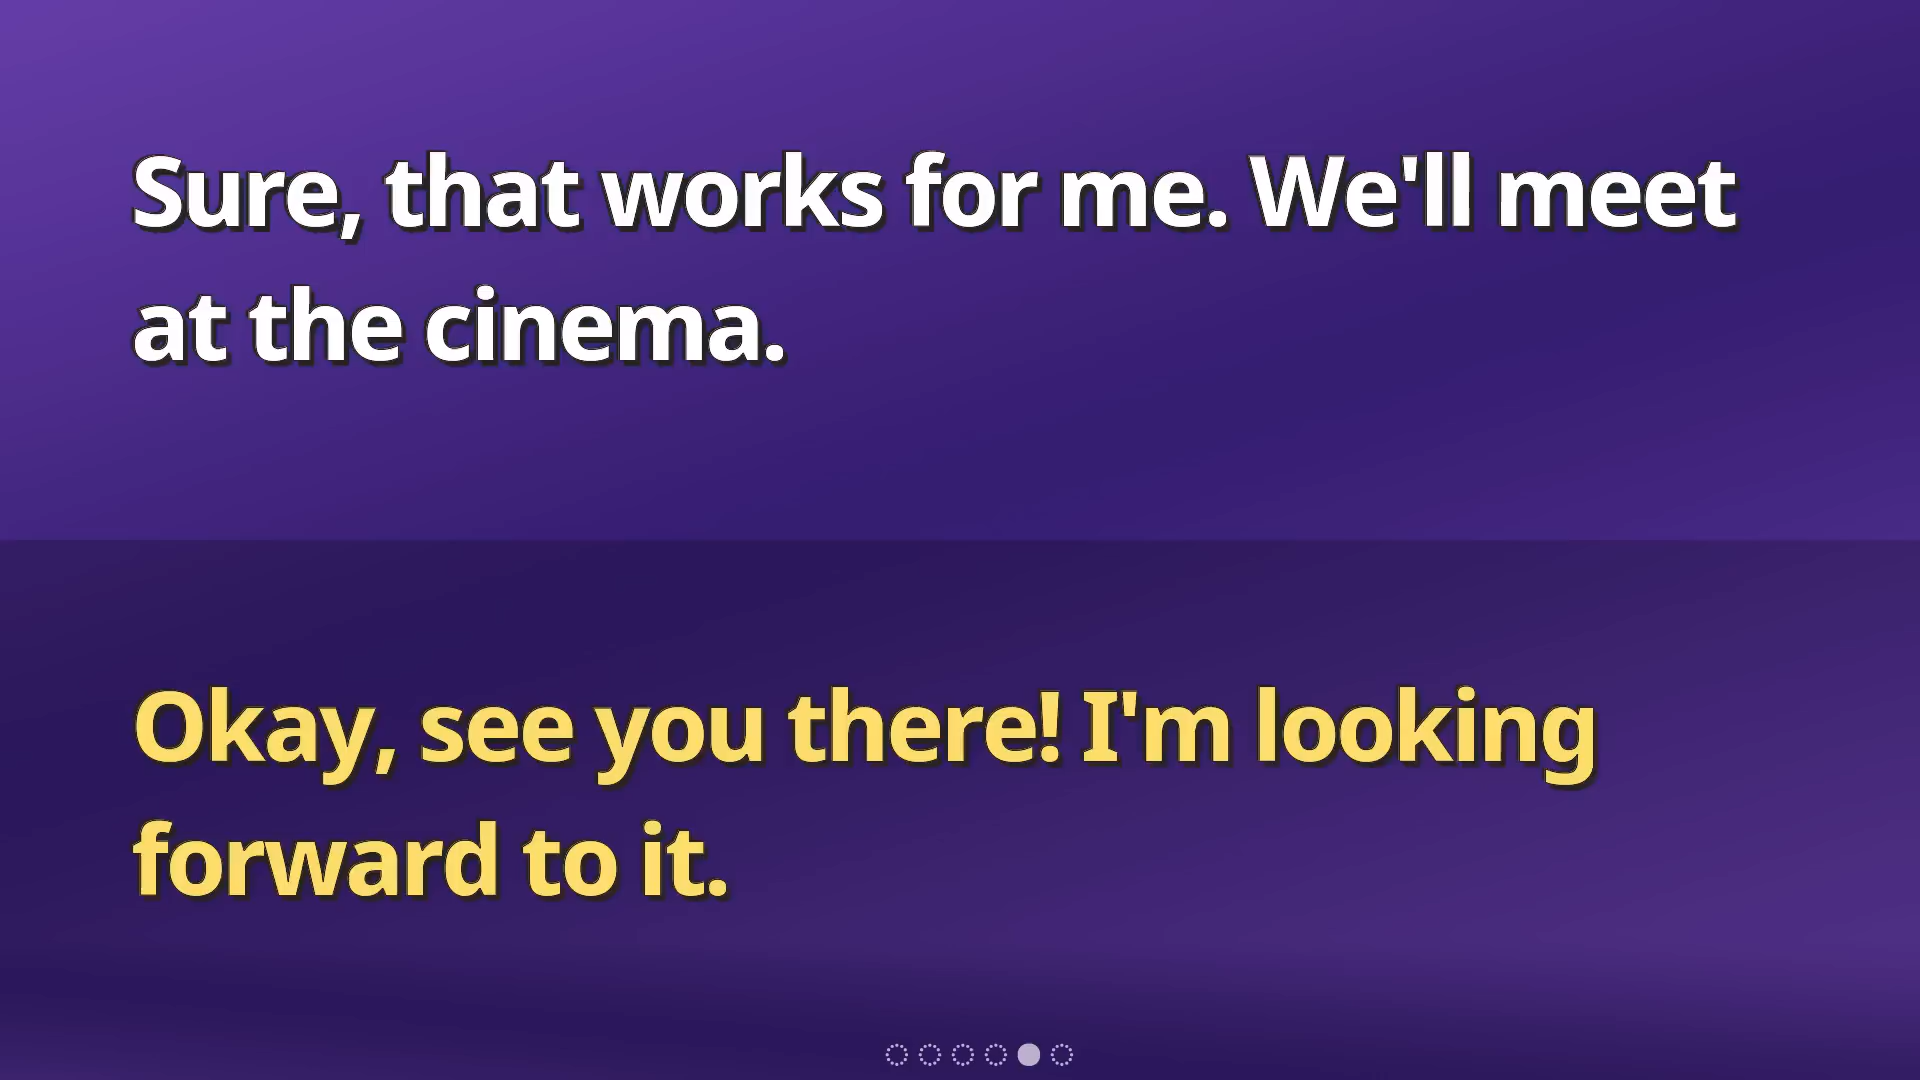 Sure, that works for me. We'll meet
at the cinema.
Okay, see you there! I'm looking
forward to it.